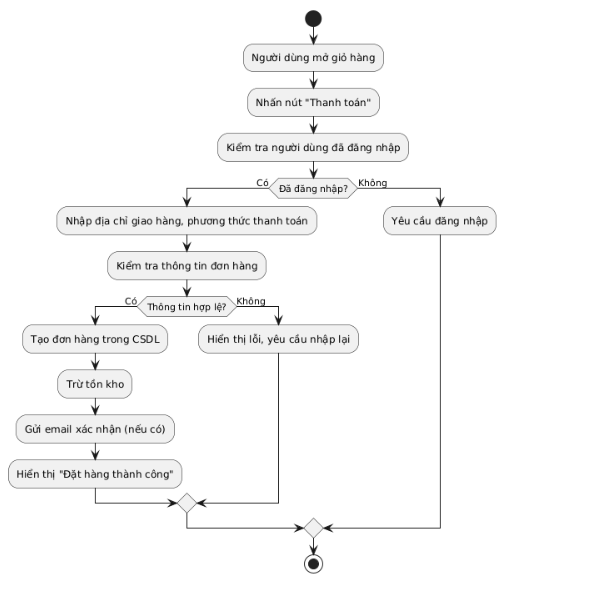 Người dùng mở giỏ hàng
Nhấn nút "Thanh toán"
Kiểm tra người dùng đã đăng nhập
Đã đăng nhập?
Có
Không
Nhập địa chỉ giao hàng, phương thức thanh toán
Yêu cầu đăng nhập
Kiểm tra thông tin đơn hàng
Thông tin hợp lệ?
Có
Không
Tạo đơn hàng trong CSDL
Hiển thị lỗi, yêu cầu nhập lại
Trừ tồn kho
Gửi email xác nhận (nếu có)
Hiển thị "Đặt hàng thành công"